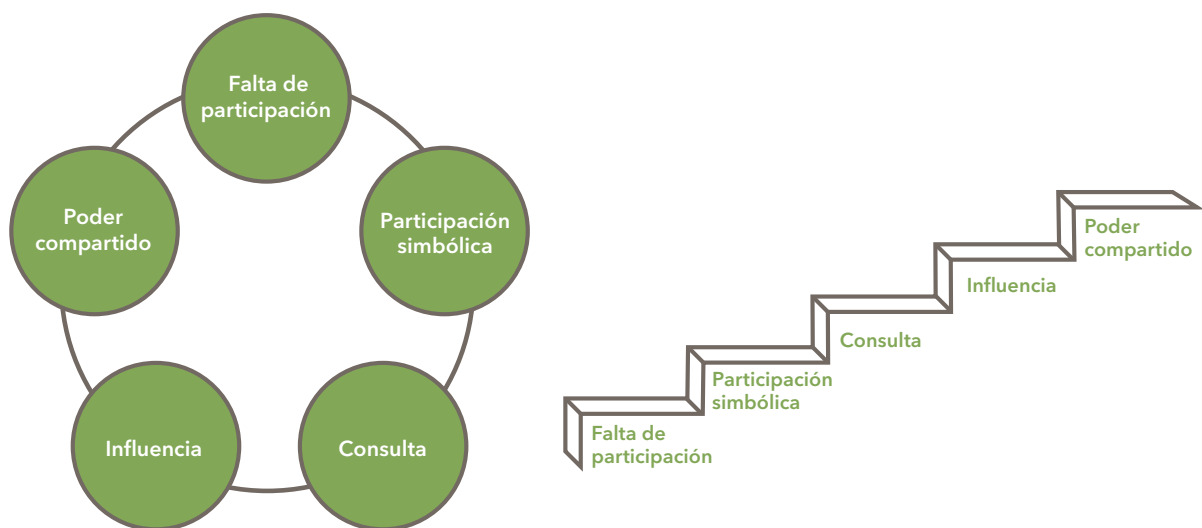 Falta de
participación
Participación
simbólica
Consulta
Influencia
Poder
compartido
Falta de
participación
Participación
simbólica
Consulta
Influencia
Poder
compartido